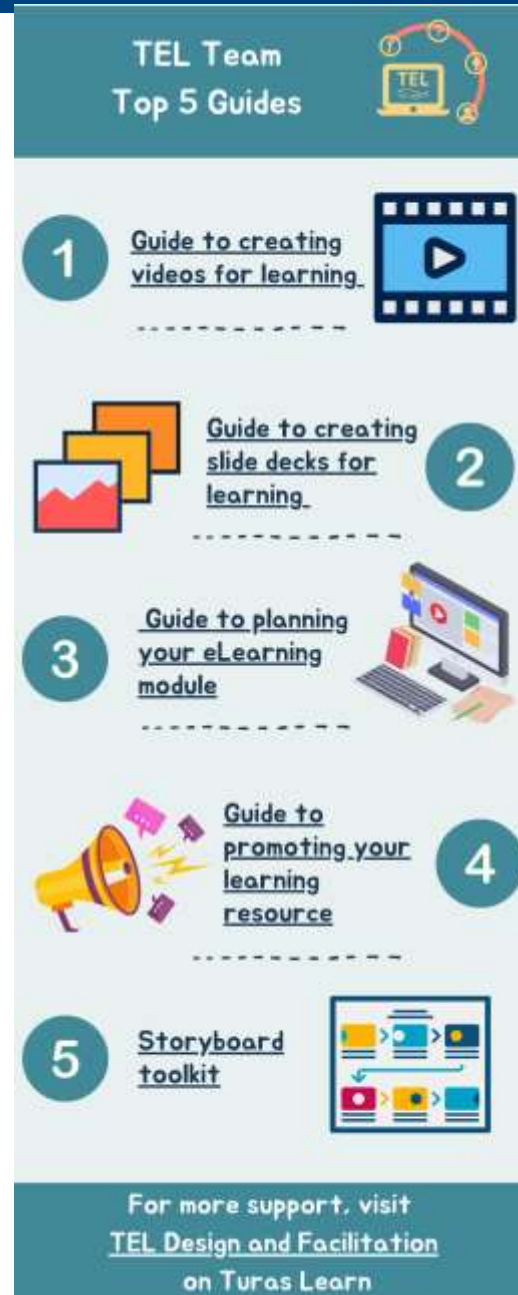 TEL Team
Top 5 Guides
TEL
1
Guide to creating
videos for learning
Guide to creating
slide decks for
learning
2
3
Guide to planning
your eLearning
module
Guide to
promoting your
learning
resource
4
5
Storyboard
toolkit
For more support, visit
TEL Design and Facilitation
on Turas Learn